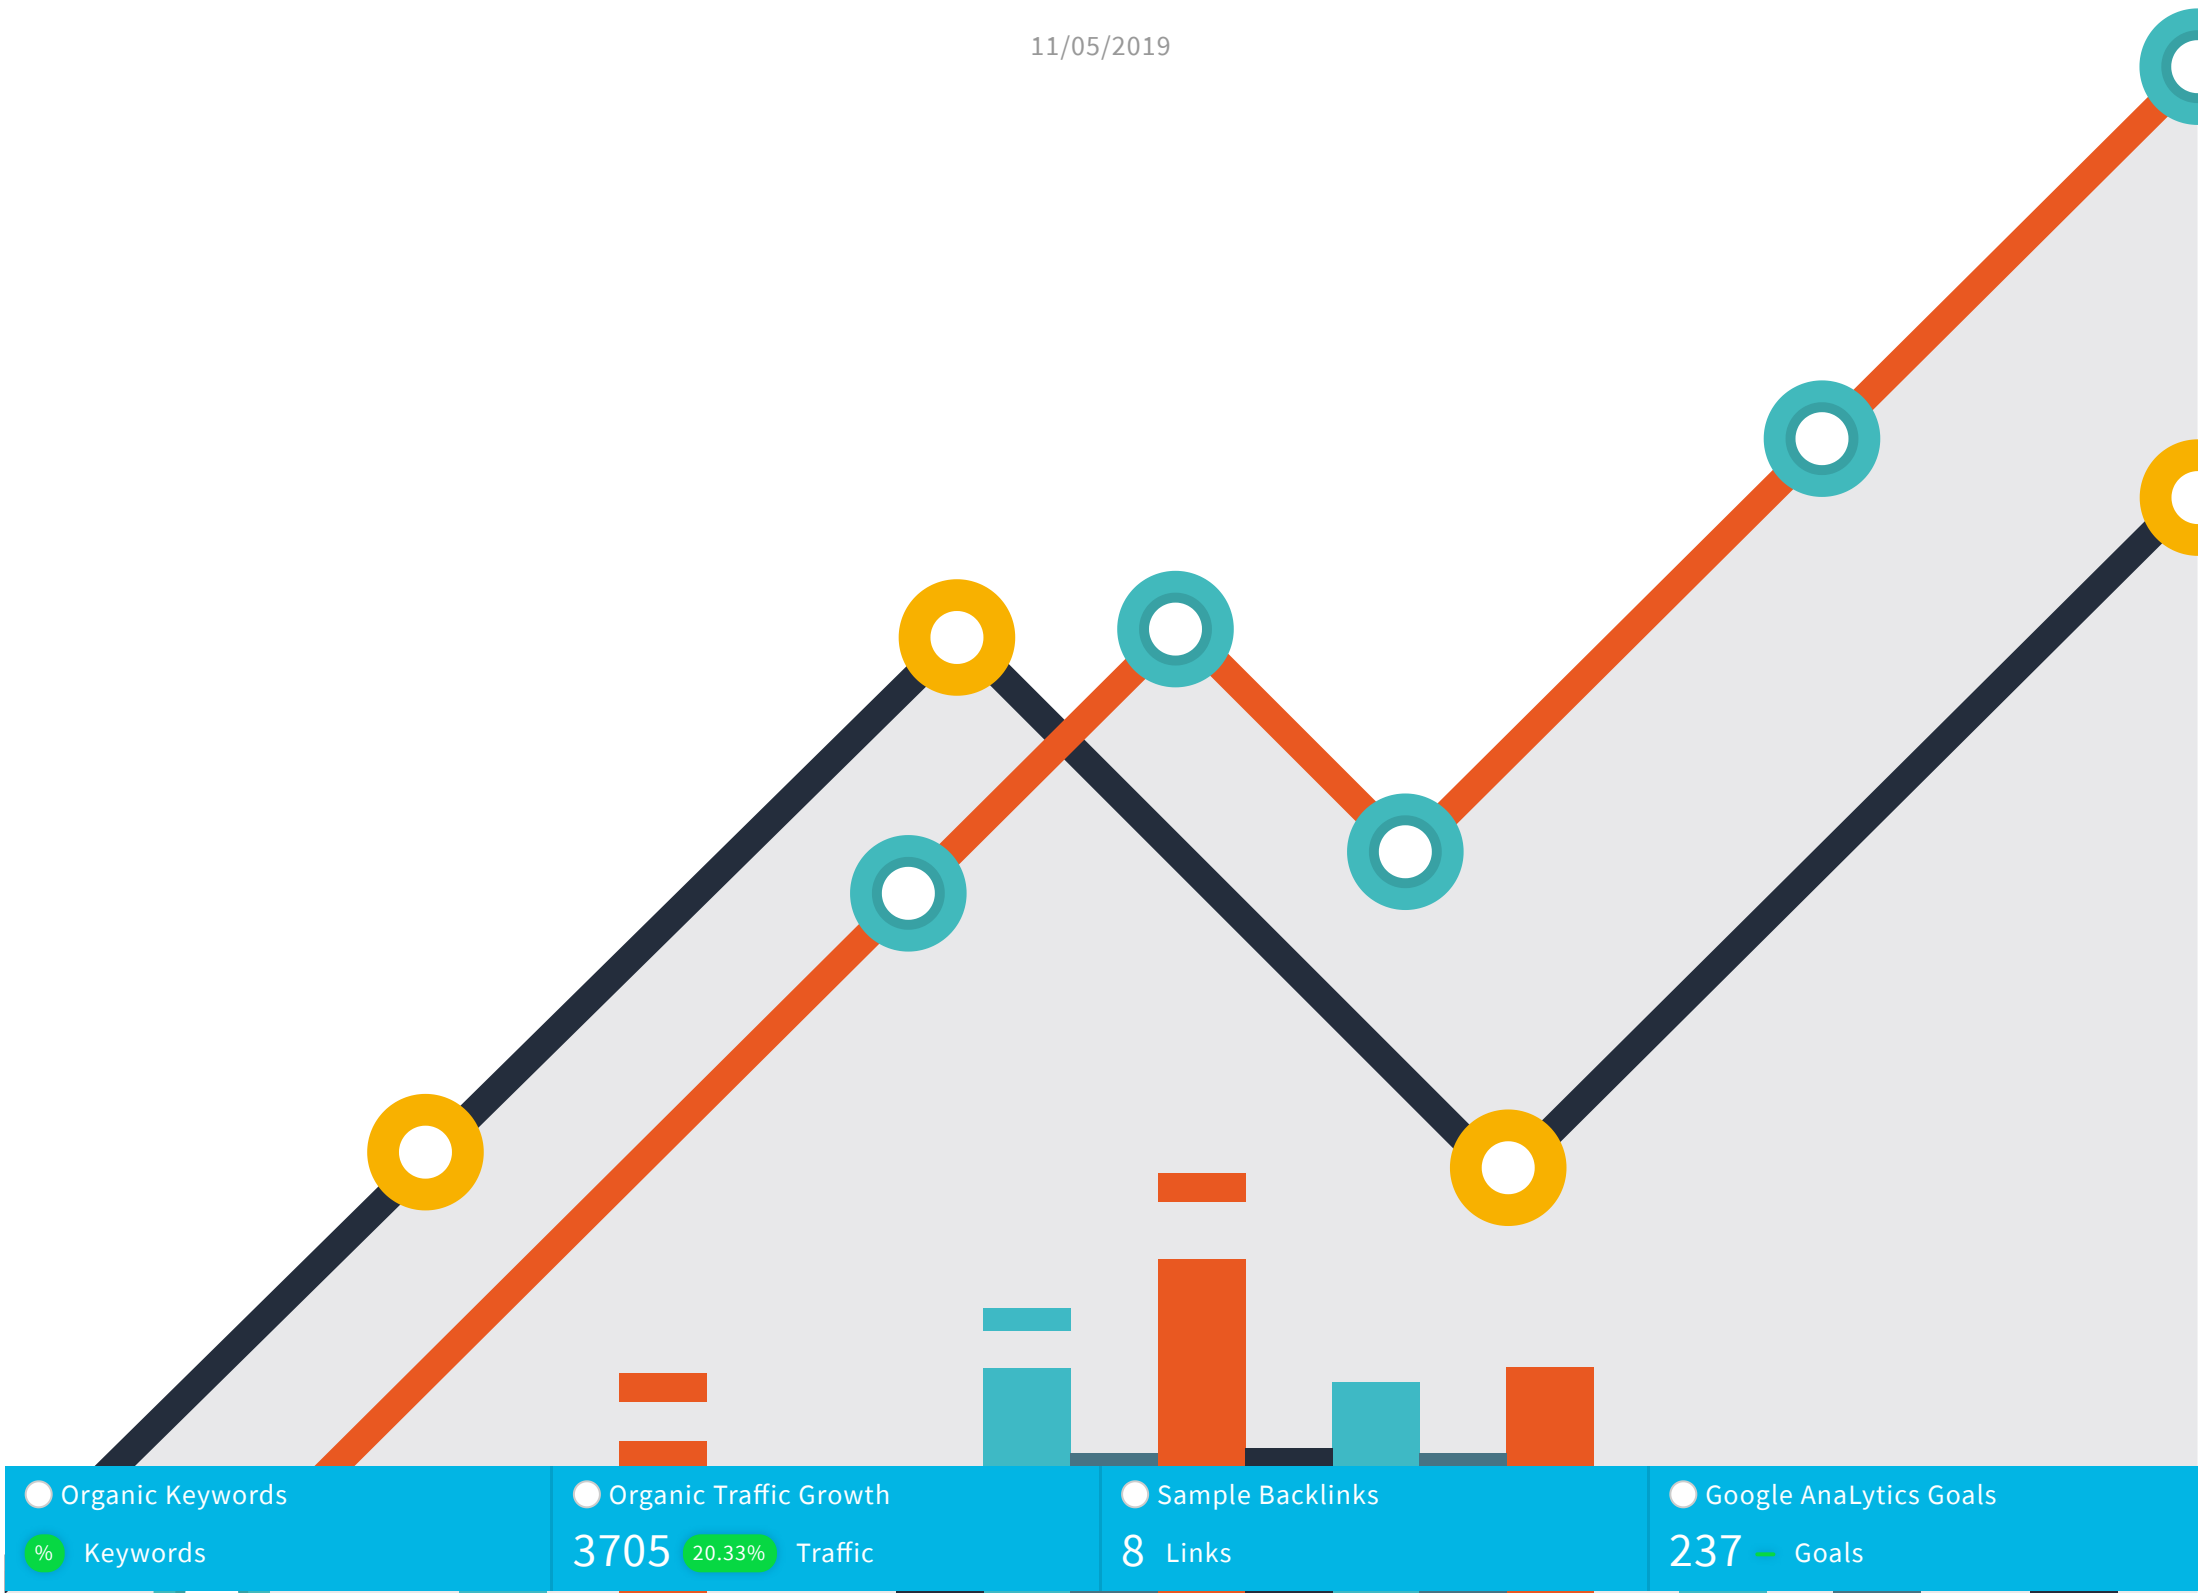 11/05/2019
Organic Keywords
% Keywords
Organic Traffic Growth
3705 20.33% Traffic
Sample Backlinks
8 Links
Google AnaLytics Goals
237 – Goals